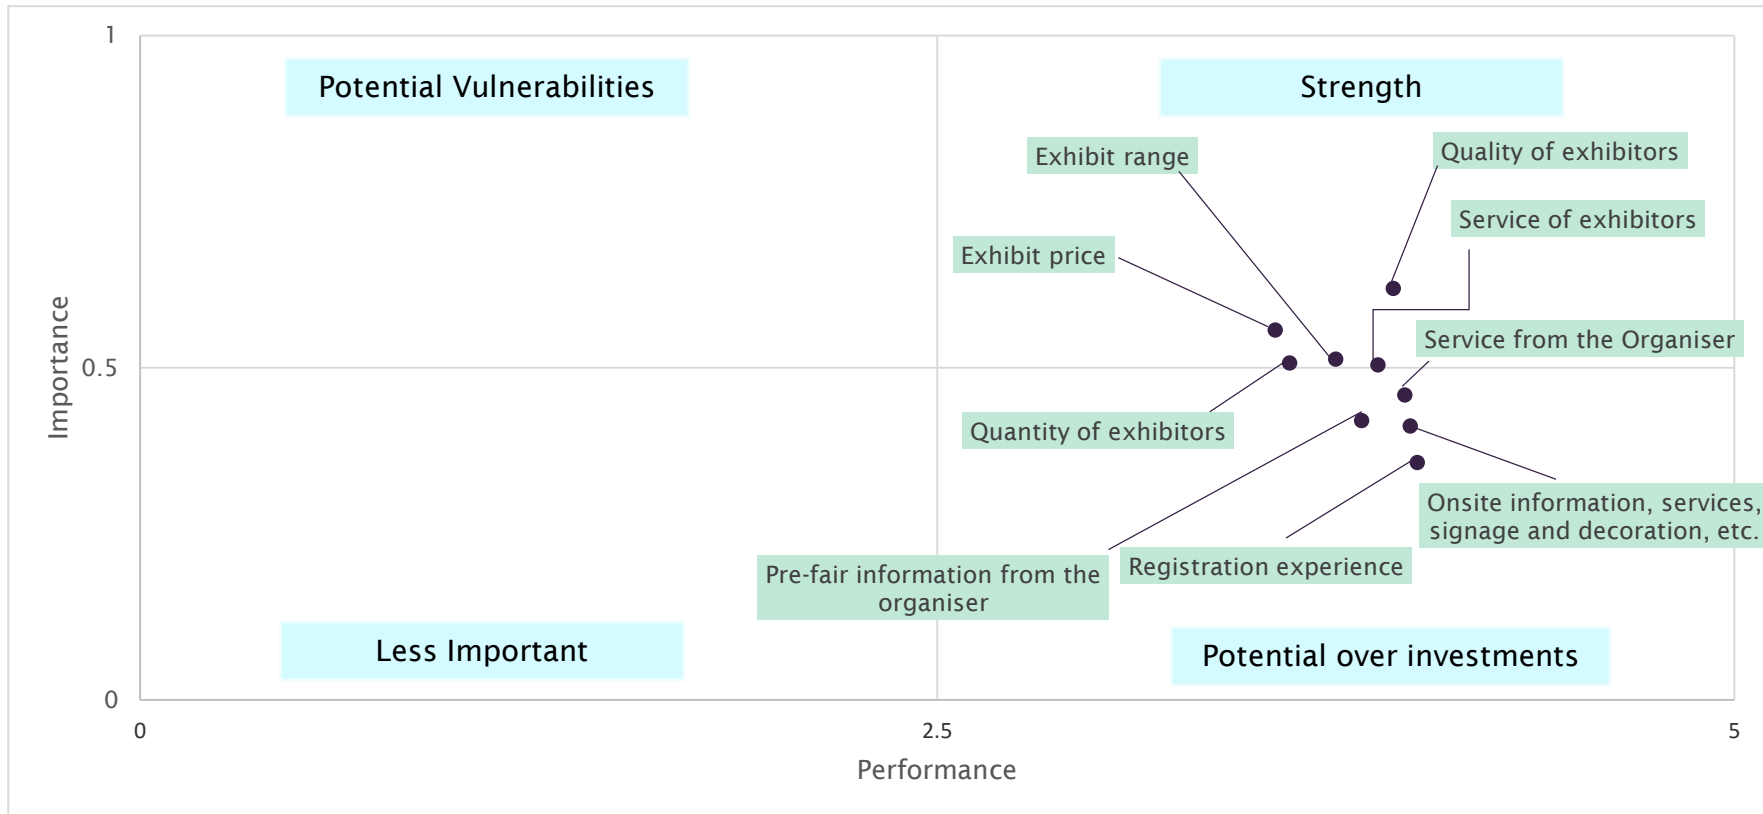 1
Potential Vulnerabilities
Strength
Exhibit range
Quality of exhibitors
Service of exhibitors
Exhibit price
Importance
Service from the Organiser
0.5
Quantity of exhibitors
Onsite information, services,
signage and decoration, etc.
Registration experience
Pre-fair information from the
organiser
Less Important
Potential over investments
0
0
2.5
5
Performance